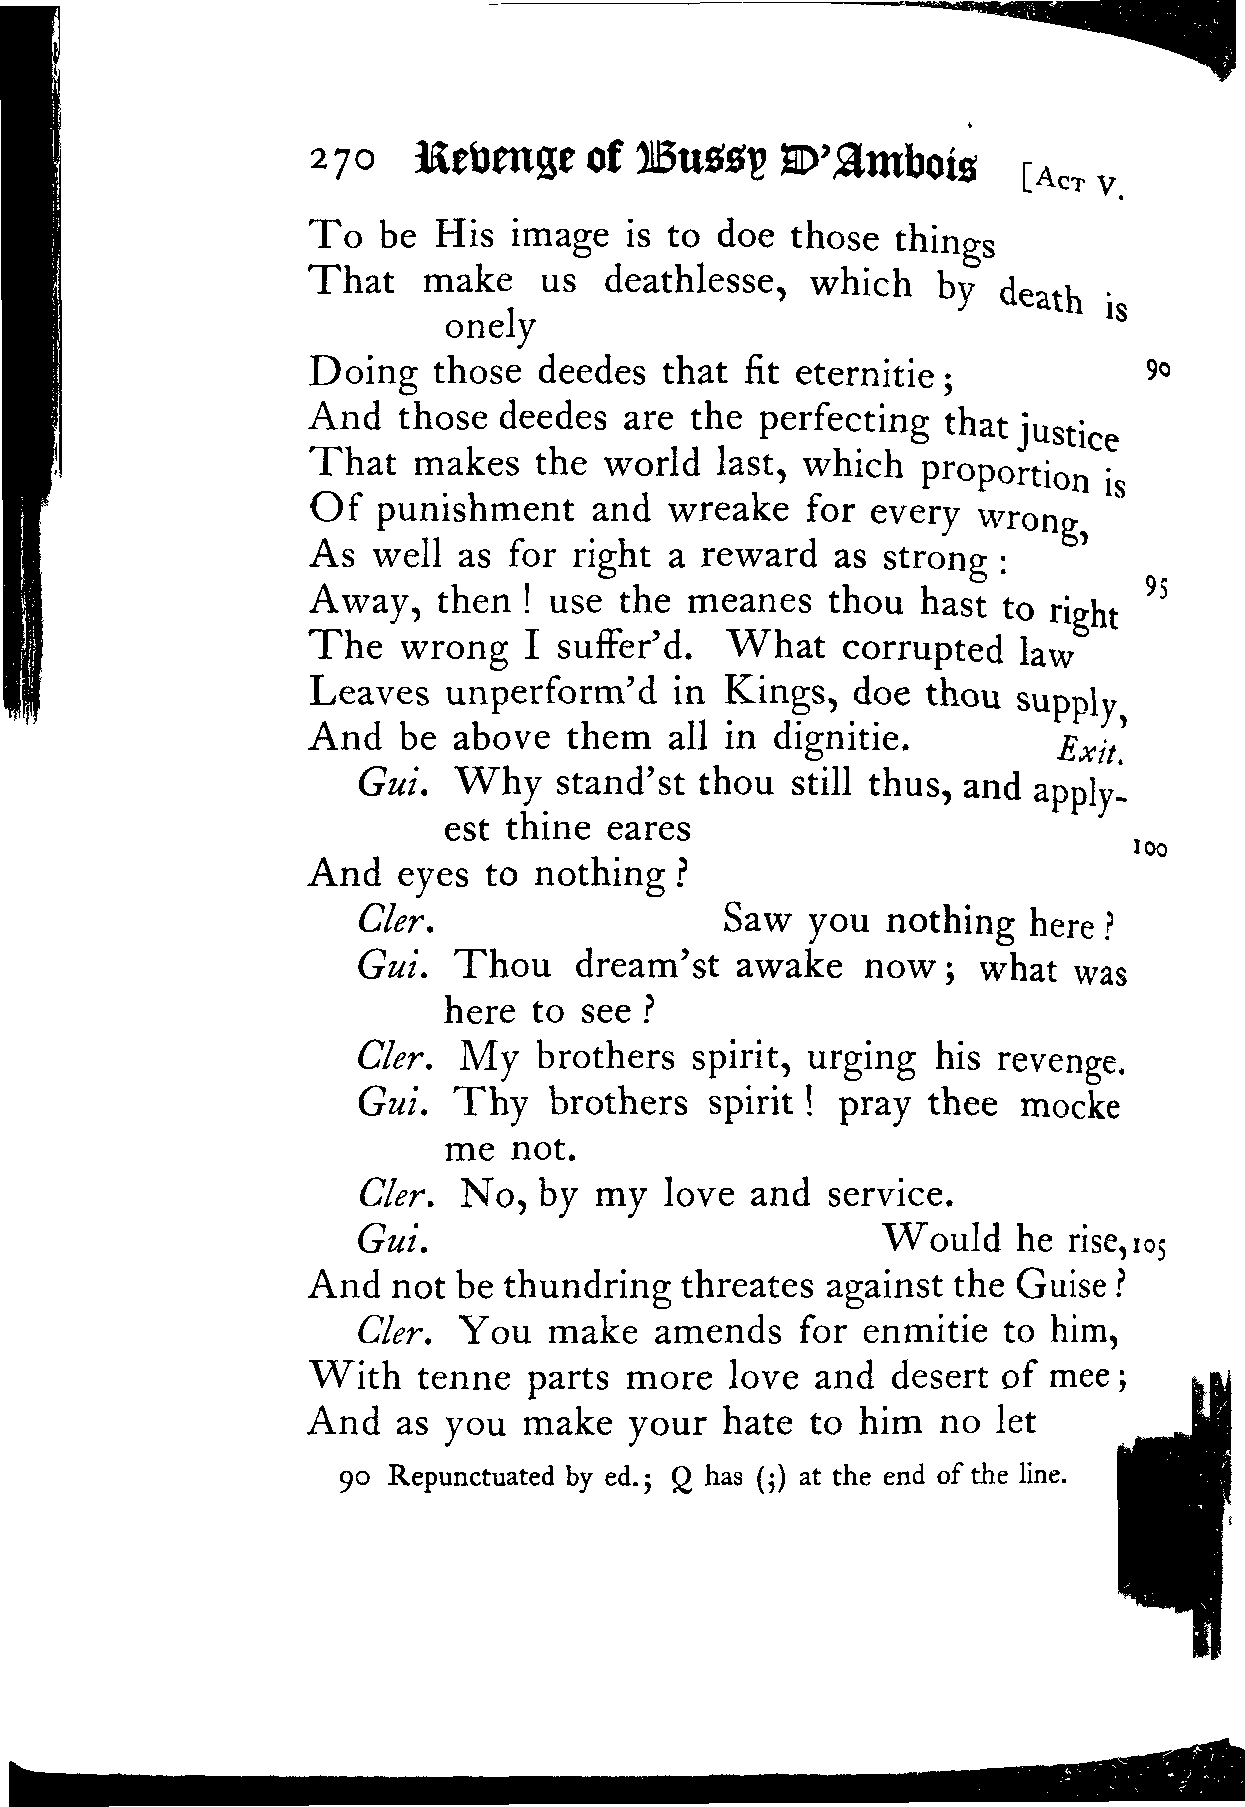 270 Revenge of Bussy D'Ambois [ACT V.
To be His image is to doe those things
That make us deathlesse, which by death is
onely
Doing those deedes that fit eternitie; 90
And those deedes are the perfecting that justice
That makes the world last, which proportion is
Of punishment and wreake for every wrong,
As well as for right a reward as strong:
Away, then! use the meanes thou hast to right 95
The wrong I suffer'd. What corrupted law
Leaves unperform'd in Kings, doe thou supply,
And be above them all in dignitie. Exit.
Gui. Why stand'st thou still thus, and apply-
est thine eares
And eyes to nothing? 100
Cler. Saw you nothing here?
Gui. Thou dream'st awake now; what was
here to see?
Cler. My brothers spirit, urging his revenge.
Gui. Thy brothers spirit! pray thee mocke
me not.
Cler. No, by my love and service.
Gui. Would he rise, 105
And not be thundring threates against the Guise?
Cler. You make amends for enmitie to him,
With tenne parts more love and desert of mee;
And as you make your hate to him no let
90 Repunctuated by ed.; Q has (;) at the end of the line.